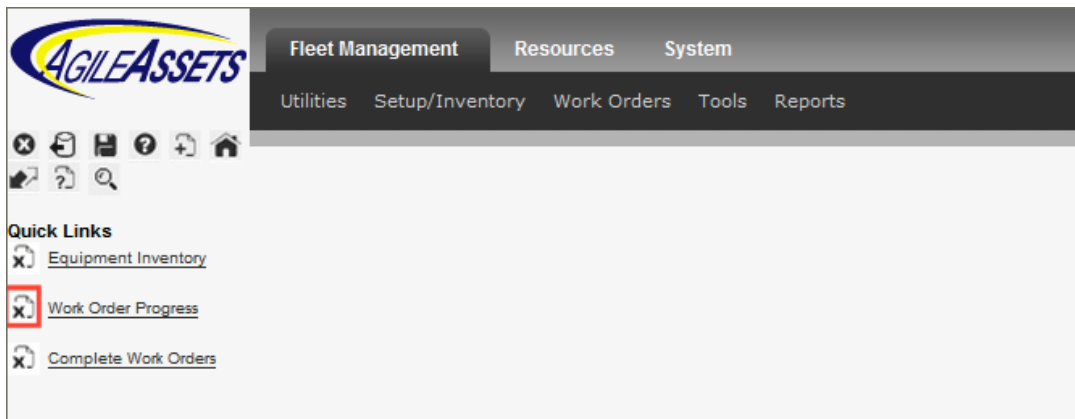 AGILEASSETS
Fleet Management Resources System
Utilities Setup/Inventory Work Orders Tools Reports
Quick Links
Equipment Inventory
Work Order Progress
Complete Work Orders